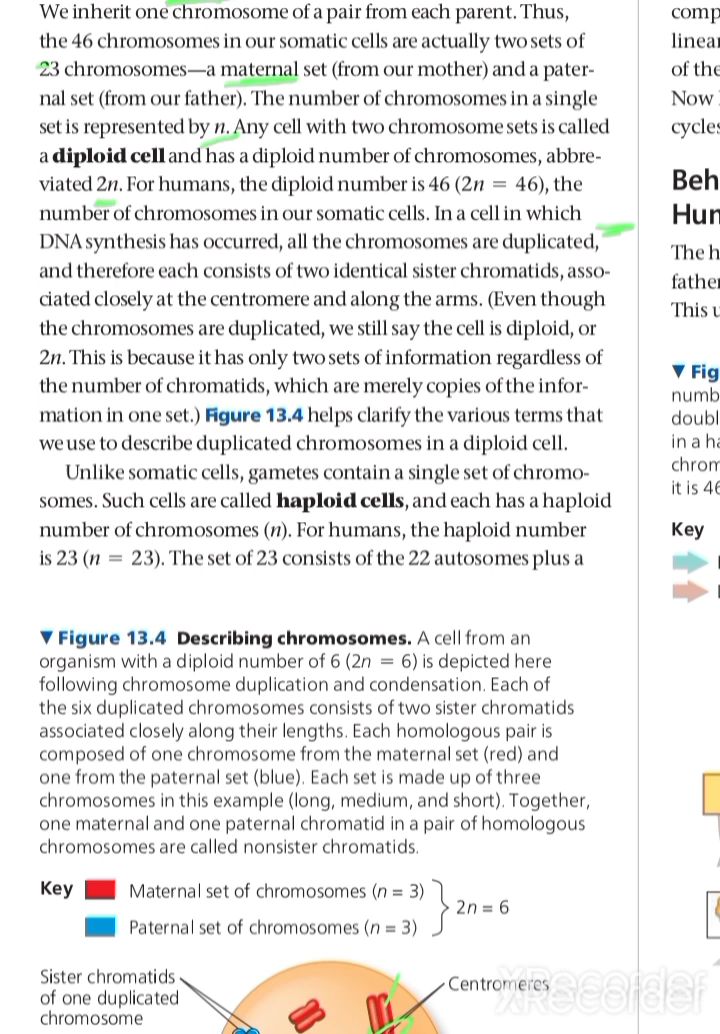 We inherit one chromosome of a pair from each parent. Thus,
the 46 chromosomes in our somatic cells are actually two sets of
23 chromosomes—a maternal set (from our mother) and a pater-
nal set (from our father). The number of chromosomes in a single
set is represented by n. Any cell with two chromosome sets is called
a diploid cell and has a diploid number of chromosomes, abbre-
viated 2n. For humans, the diploid number is 46 (2n = 46), the
number of chromosomes in our somatic cells. In a cell in which
DNA synthesis has occurred, all the chromosomes are duplicated,
and therefore each consists of two identical sister chromatids, asso-
ciated closely at the centromere and along the arms. (Even though
the chromosomes are duplicated, we still say the cell is diploid, or
2n. This is because it has only two sets of information regardless of
the number of chromatids, which are merely copies of the infor-
mation in one set.) Figure 13.4 helps clarify the various terms that
we use to describe duplicated chromosomes in a diploid cell.
Unlike somatic cells, gametes contain a single set of chromo-
somes. Such cells are called haploid cells, and each has a haploid
number of chromosomes (n). For humans, the haploid number
is 23 (n = 23). The set of 23 consists of the 22 autosomes plus a
▼ Figure 13.4 Describing chromosomes. A cell from an
organism with a diploid number of 6 (2n = 6) is depicted here
following chromosome duplication and condensation. Each of
the six duplicated chromosomes consists of two sister chromatids
associated closely along their lengths. Each homologous pair is
composed of one chromosome from the maternal set (red) and
one from the paternal set (blue). Each set is made up of three
chromosomes in this example (long, medium, and short). Together,
one maternal and one paternal chromatid in a pair of homologous
chromosomes are called nonsister chromatids.
Key
Maternal set of chromosomes (n = 3)
Paternal set of chromosomes (n = 3)
2n = 6
Sister chromatids
of one duplicated
chromosome
Centromeres
XRecorder
comp
linear
of the
Now
cycles
Beh
Hur
The h
father
This u
▼ Fig
numb
doubl
in a ha
chrom
it is 46
Key